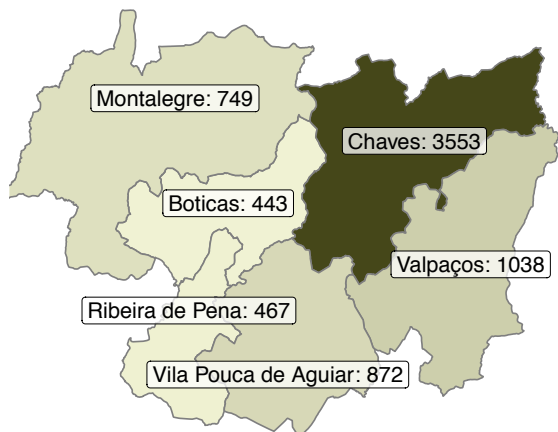 Montalegre: 749
Chaves: 3553
Boticas: 443
Valpaços: 1038
Ribeira de Pena: 467
Vila Pouca de Aguiar: 872